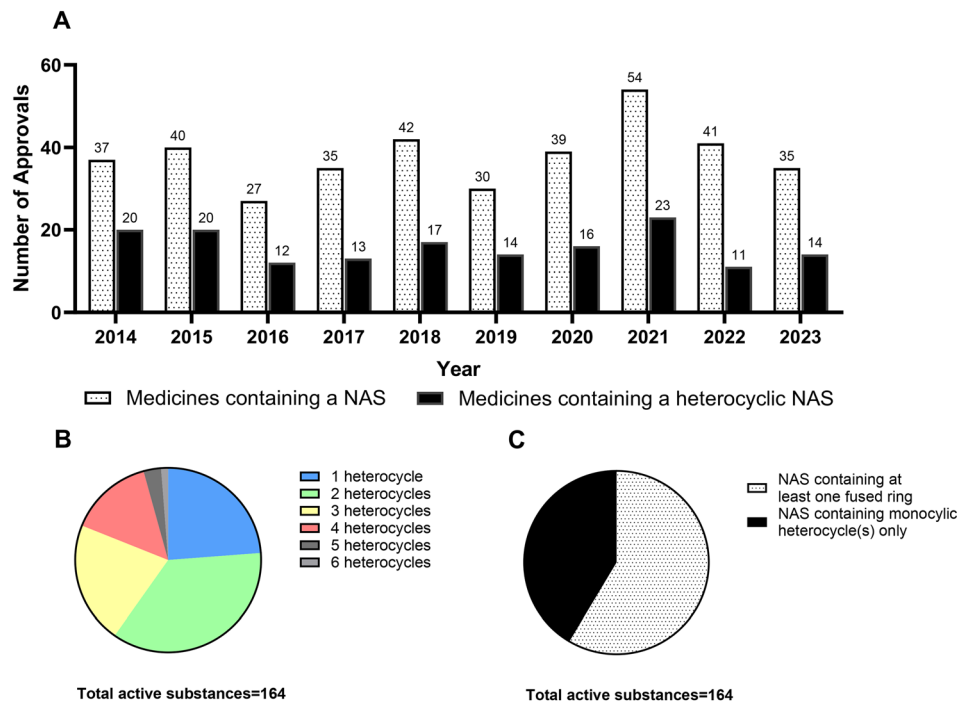 A
Number of Approvals
60
40
20
0
37
20
40
20
27
12
35
13
42
17
30
14
39
16
54
23
41
11
35
14
2014 2015 2016 2017 2018 2019 2020 2021 2022 2023
Year
Medicines containing a NAS Medicines containing a heterocyclic NAS
B
1 heterocycle
2 heterocycles
3 heterocycles
4 heterocycles
5 heterocycles
6 heterocycles
Total active substances=164
C
NAS containing at
least one fused ring
NAS containing monocylic
heterocycle(s) only
Total active substances=164